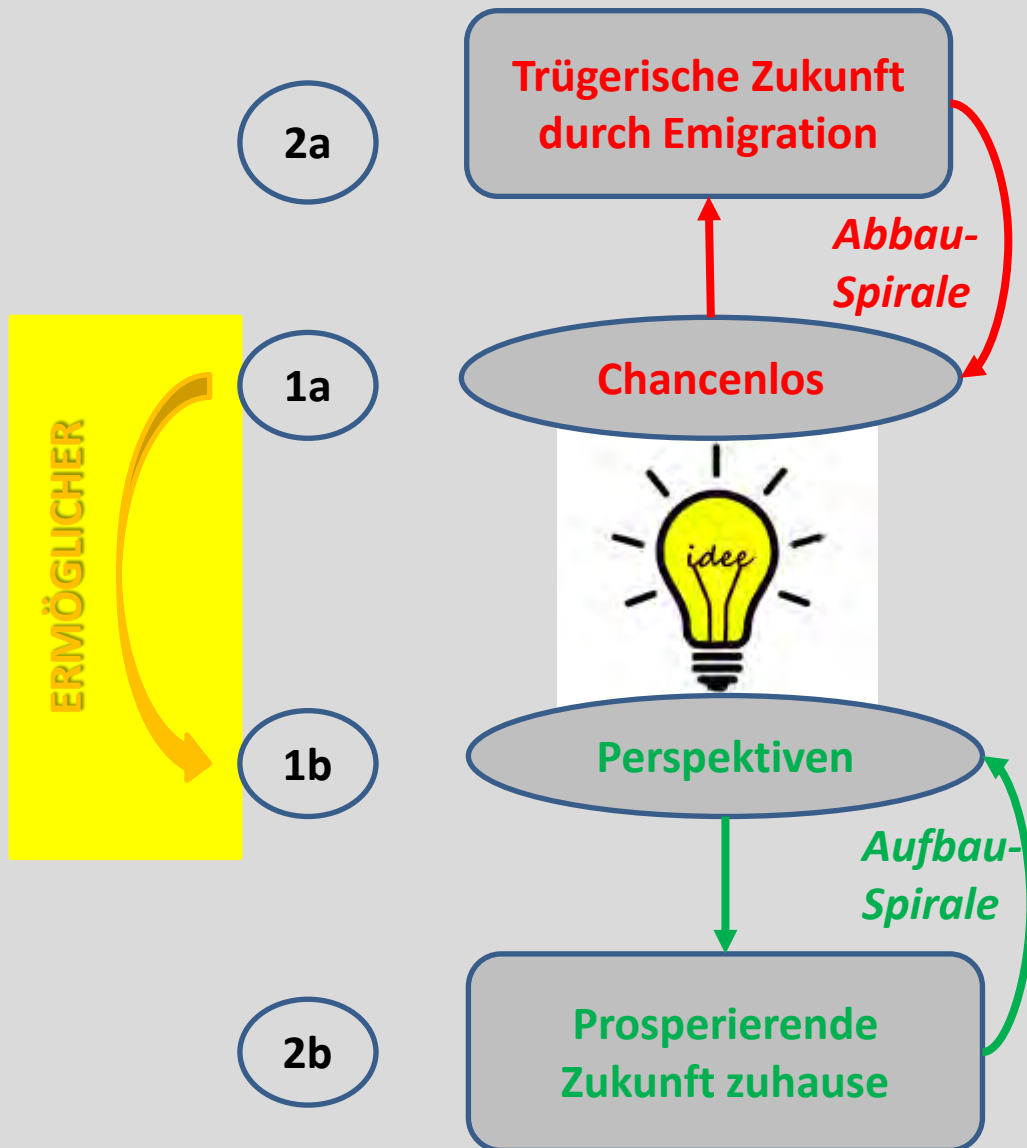 2a
Trügerische Zukunft
durch Emigration
Abbau-
Spirale
1a
Chancenlos
ERMÖGLICHER
idee
1b
Perspektiven
Aufbau-
Spirale
2b
Prosperierende
Zukunft zuhause